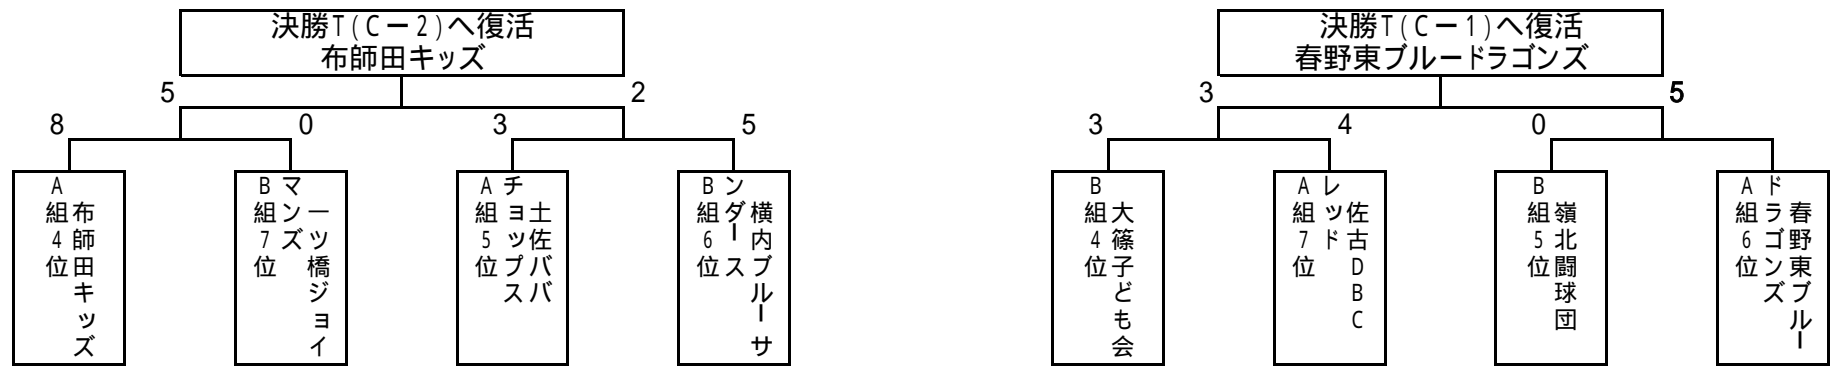 決勝T(C－2)へ復活
布師田キッズ
5
2
8
0
3
5
A組4位
布師田キッズ
B組7位
一ツ橋ジョイ
マンズ
A組5位
土佐ババ
チョップス
B組6位
横内ブルーサ
ンダース
決勝T(C－1)へ復活
春野東ブルードラゴンズ
3
5
3
4
0
B組4位
大篠子ども会
A組7位
佐古DBC
レッド
B組5位
嶺北闘球団
A組6位
春野東ブルー
ドラゴンズ